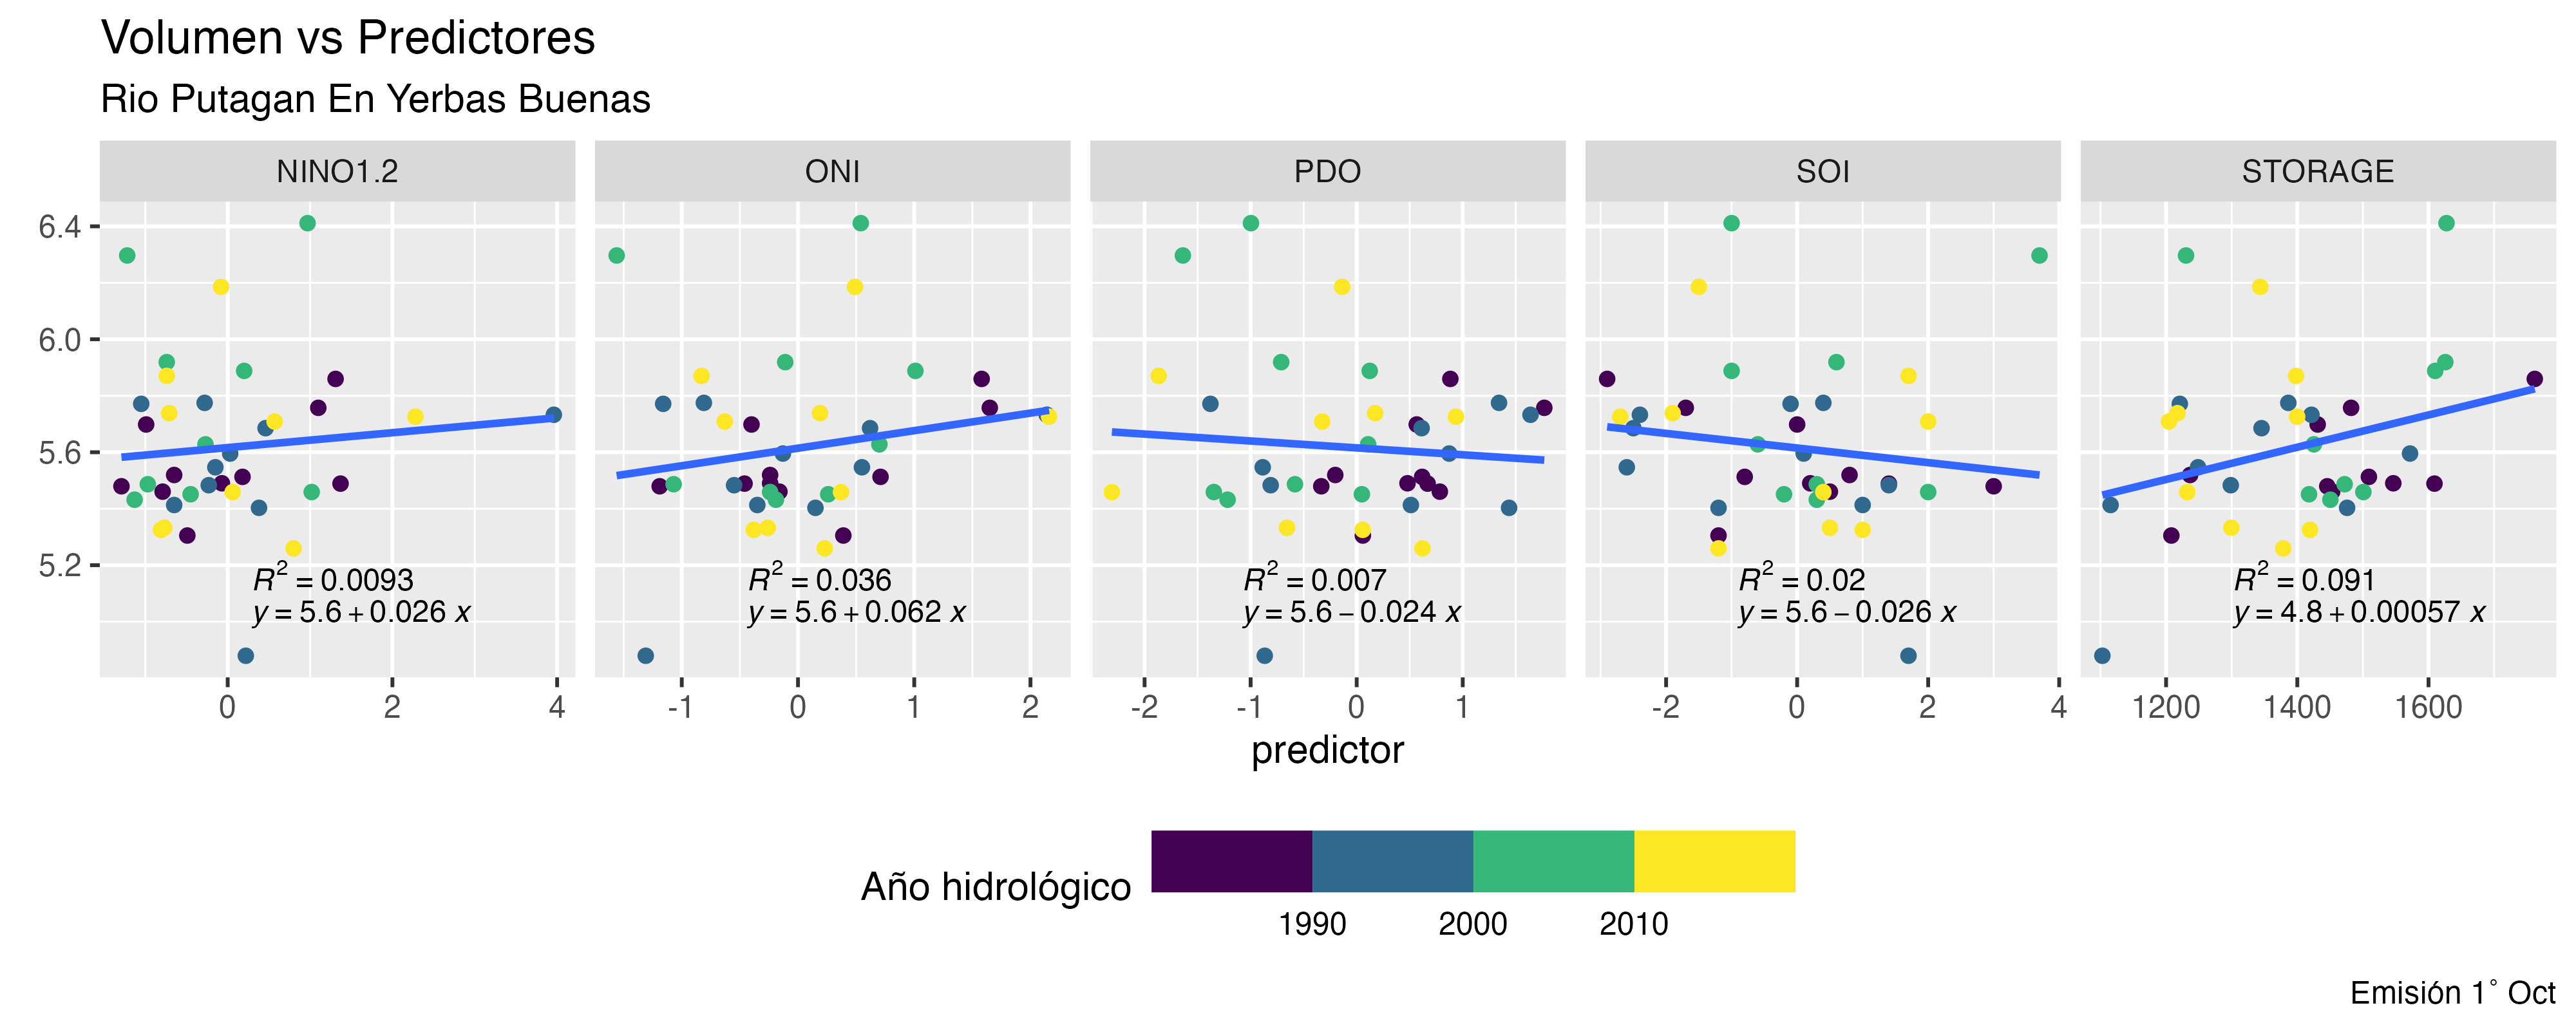 Volumen vs Predictores
Rio Putagan En Yerbas Buenas
NINO1.2 ONI PDO SOI STORAGE
6.4
6.0
5.6
5.2
R² = 0.0093 R² = 0.036 R² = 0.007 R² = 0.02 R² = 0.091
y = 5.6 + 0.026 x y = 5.6 + 0.062 x y = 5.6 − 0.024 x y = 5.6 − 0.026 x y = 4.8 + 0.00057 x
0 2 4 -1 0 1 2 -2 -1 0 1 -2 0 2 4 1200 1400 1600
predictor
Año hidrológico
1990 2000 2010
Emisión 1° Oct